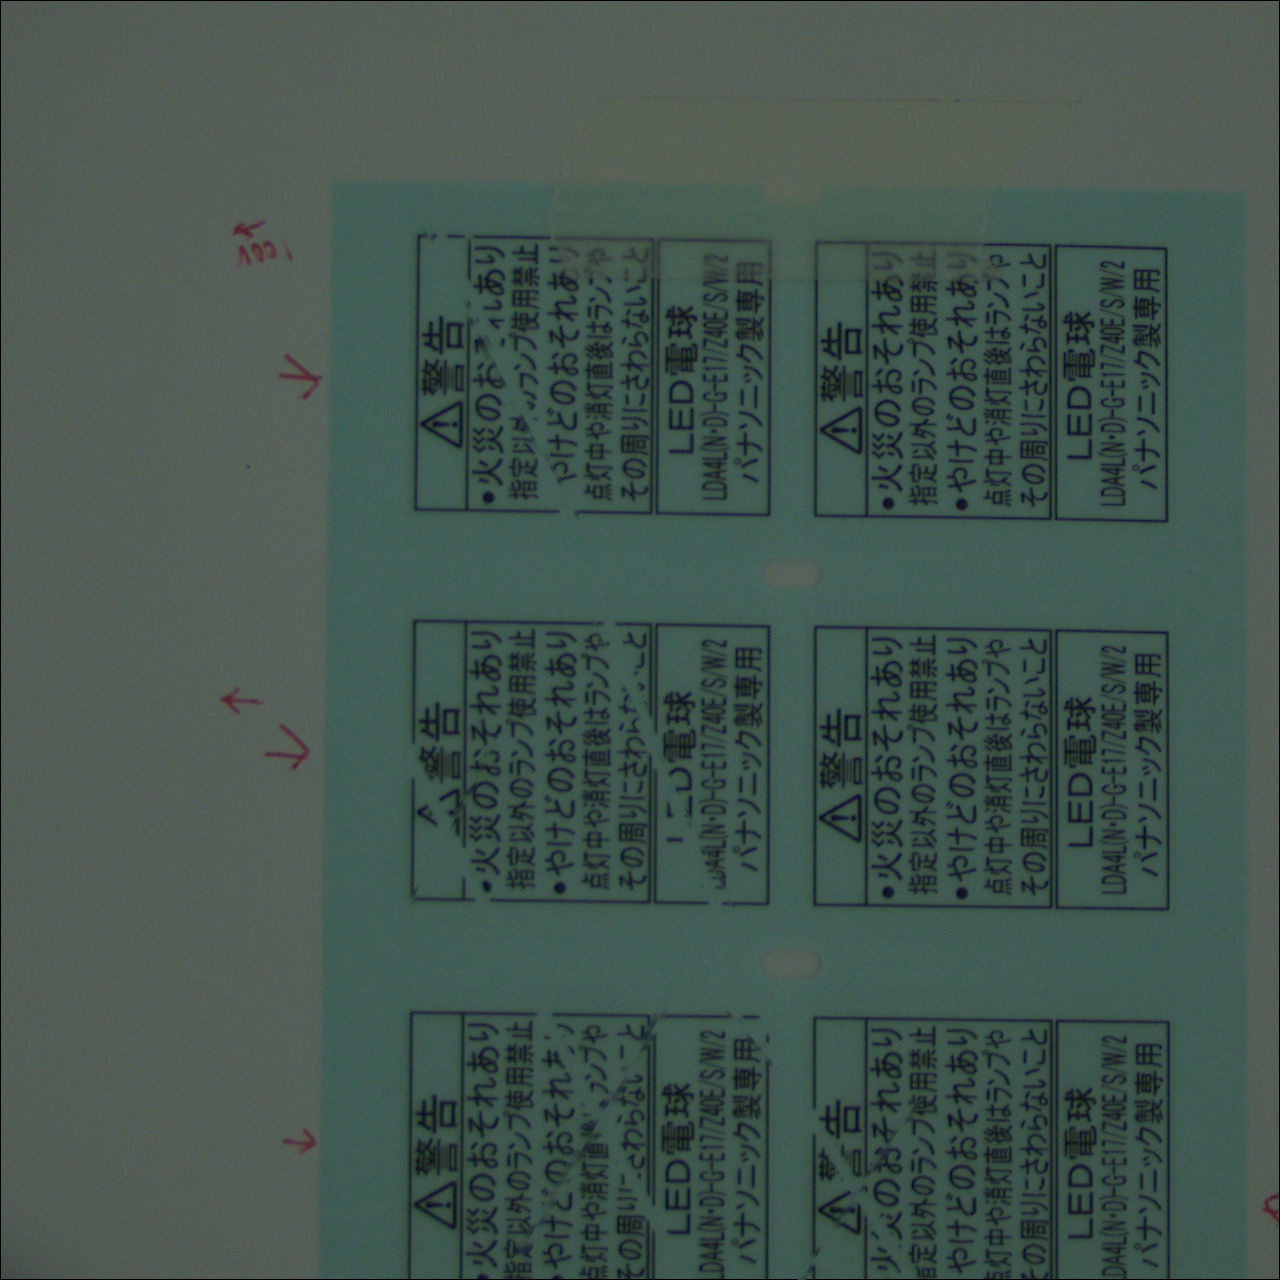 ⚠警告
●火災のお れあり
指定以外のランプ使用禁止
やけどのおそれあり
点灯中や消灯直後はランプや
その周りにさわらないこと
LED電球
LDA4L(N・D)-G-E17/Z40E/S/W/2
パナソニック製専用
⚠警告
●火災のおそれあり
指定以外のランプ使用禁止
●やけどのおそれあり
点灯中や消灯直後はランプや
その周りにさわらないこと
LED電球
LDA4L(N・D)-G-E17/Z40E/S/W/2
パナソニック製専用
警告
●火災のおそれあり
指定以外のランプ使用禁止
●やけどのおそれあり
点灯中や消灯直後はランプや
その周りにさわらないこと
LED電球
LDA4L(N・D)-G-E17/Z40E/S/W/2
パナソニック製専用
⚠警告
●火災のおそれあり
指定以外のランプ使用禁止
●やけどのおそれあり
点灯中や消灯直後はランプや
その周りにさわらないこと
LED電球
LDA4L(N・D)-G-E17/Z40E/S/W/2
パナソニック製専用
⚠警告
●火災のおそれあり
指定以外のランプ使用禁止
●やけどのおそれ
点灯中や消灯直 ンプや
その周り さわらないこと
LED電球
LDA4L(N・D)-G-E17/Z40E/S/W/2
パナソニック製専用
⚠警告
火災のおそれあり
指定以外のランプ使用禁止
やけどのおそれあり
点灯中や消灯直後はランプや
その周りにさわらないこと
LED電球
LDA4L(N・D)-G-E17/Z40E/S/W/2
パナソニック製専用